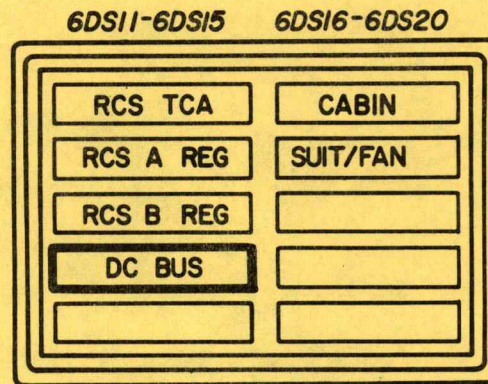 6DS11-6DS15 6DS16-6DS20
RCS TCA CABIN
RCS A REG SUIT/FAN
RCS B REG
DC BUS